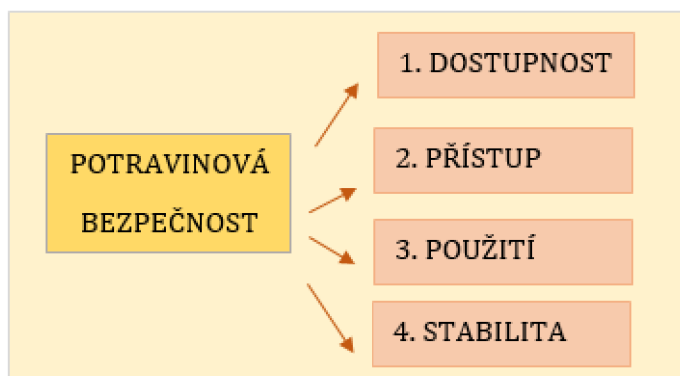 POTRAVINOVÁ
BEZPEČNOST
1. DOSTUPNOST
2. PŘÍSTUP
3. POUŽITÍ
4. STABILITA